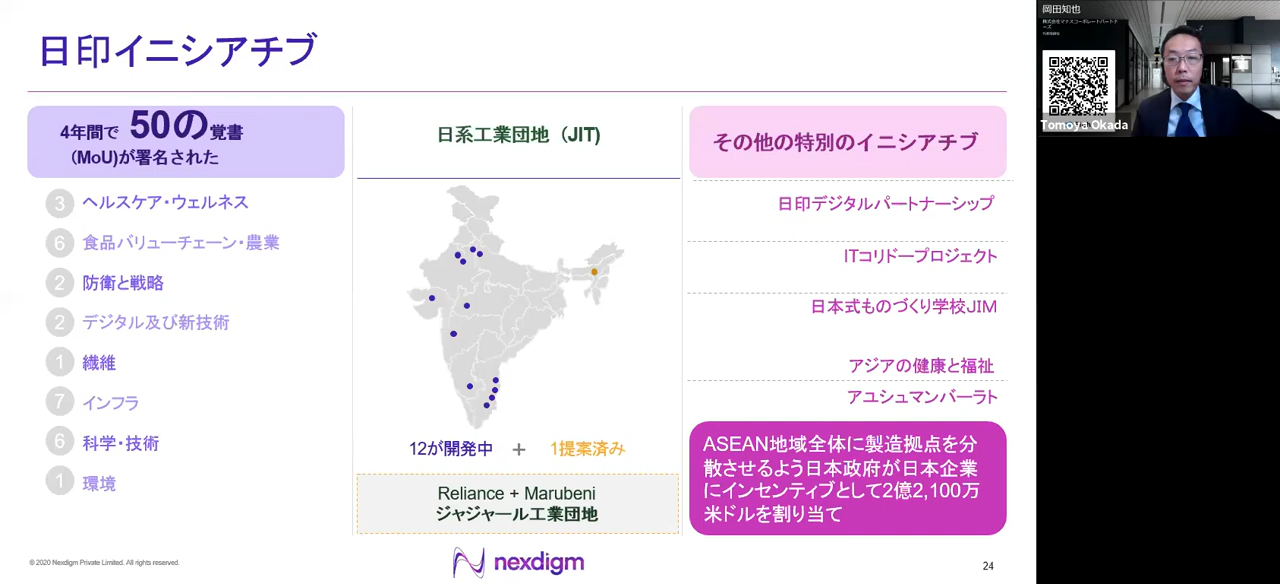 日印イニシアチブ
4年間で 50の覚書
(MoU)が署名された
3 ヘルスケア・ウェルネス
6 食品バリューチェーン・農業
2 防衛と戦略
2 デジタル及び新技術
1 繊維
7 インフラ
6 科学・技術
1 環境
日系工業団地（JIT)
12が開発中 + 1提案済み
Reliance + Marubeni
ジャジャール工業団地
その他の特別のイニシアチブ
日印デジタルパートナーシップ
ITコリドープロジェクト
日本式ものづくり学校JIM
アジアの健康と福祉
アユシュマンバーラト
ASEAN地域全体に製造拠点を分
散させるよう日本政府が日本企業
にインセンティブとして2億2,100万
米ドルを割り当て
© 2020 Nexdigm Private Limited. All rights reserved.
nexdigm
24
岡田知也
Tomoya Okada